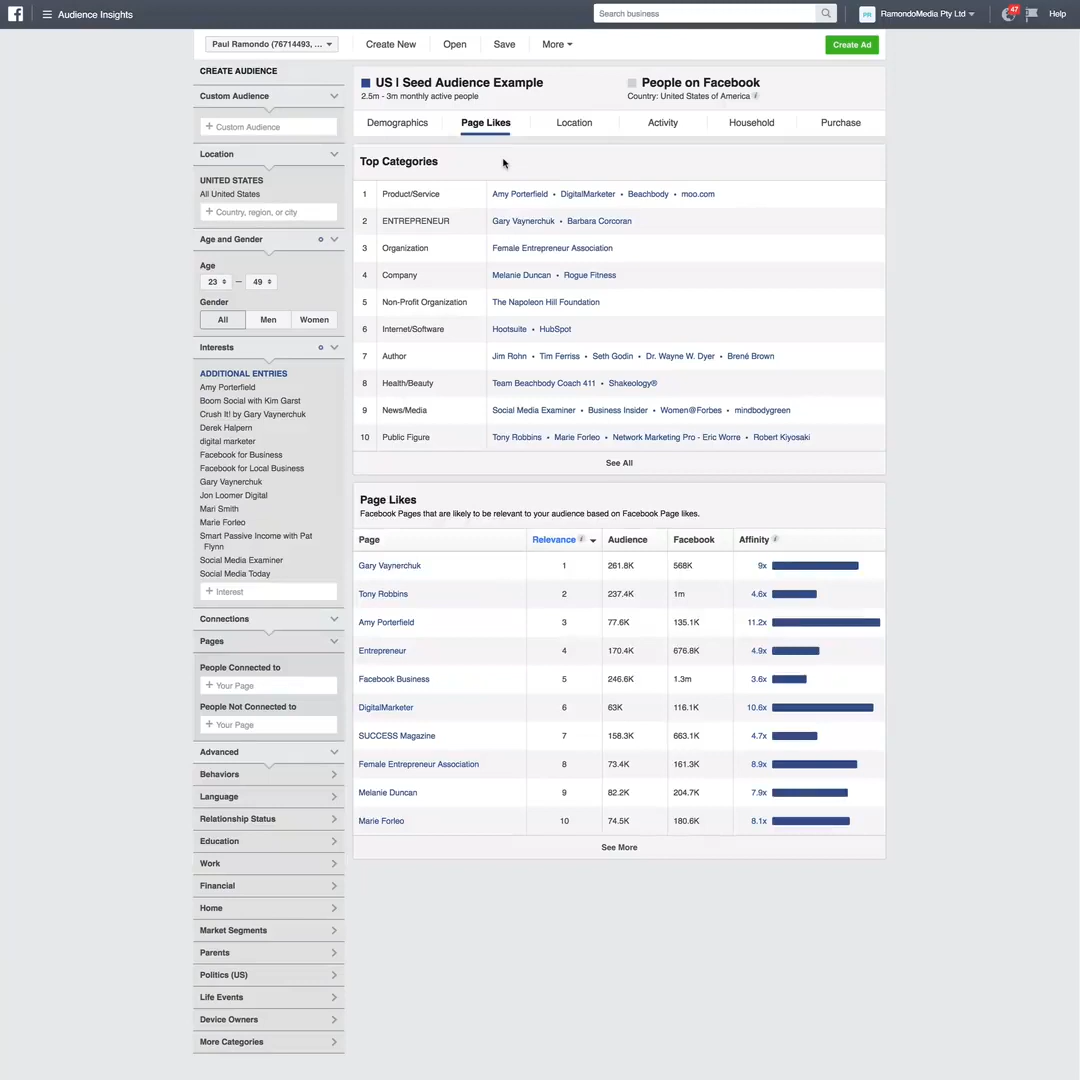 Audience Insights
Search business
PR RamondoMedia Pty Ltd
47
Help
Paul Ramondo (76714493, ...
Create New
Open
Save
More
Create Ad
CREATE AUDIENCE
Custom Audience
+ Custom Audience
Location
UNITED STATES
All United States
+ Country, region, or city
Age and Gender
Age
23 — 49
Gender
All Men Women
Interests
ADDITIONAL ENTRIES
Amy Porterfield
Boom Social with Kim Garst
Crush It! by Gary Vaynerchuk
Derek Halpern
digital marketer
Facebook for Business
Facebook for Local Business
Gary Vaynerchuk
Jon Loomer Digital
Mari Smith
Marie Forleo
Smart Passive Income with Pat
Flynn
Social Media Examiner
Social Media Today
+ Interest
Connections
Pages
People Connected to
+ Your Page
People Not Connected to
+ Your Page
Advanced
Behaviors
Language
Relationship Status
Education
Work
Financial
Home
Market Segments
Parents
Politics (US)
Life Events
Device Owners
More Categories
US | Seed Audience Example
2.5m - 3m monthly active people
People on Facebook
Country: United States of America
Demographics Page Likes Location Activity Household Purchase
Top Categories
1 Product/Service Amy Porterfield • DigitalMarketer • Beachbody • moo.com
2 ENTREPRENEUR Gary Vaynerchuk • Barbara Corcoran
3 Organization Female Entrepreneur Association
4 Company Melanie Duncan • Rogue Fitness
5 Non-Profit Organization The Napoleon Hill Foundation
6 Internet/Software Hootsuite • HubSpot
7 Author Jim Rohn • Tim Ferriss • Seth Godin • Dr. Wayne W. Dyer • Brené Brown
8 Health/Beauty Team Beachbody Coach 411 • Shakeology®
9 News/Media Social Media Examiner • Business Insider • Women@Forbes • mindbodygreen
10 Public Figure Tony Robbins • Marie Forleo • Network Marketing Pro - Eric Worre • Robert Kiyosaki
See All
Page Likes
Facebook Pages that are likely to be relevant to your audience based on Facebook Page likes.
Page Relevance Audience Facebook Affinity
Gary Vaynerchuk 1 261.8K 568K 9x
Tony Robbins 2 237.4K 1m 4.6x
Amy Porterfield 3 77.6K 135.1K 11.2x
Entrepreneur 4 170.4K 676.8K 4.9x
Facebook Business 5 246.6K 1.3m 3.6x
DigitalMarketer 6 63K 116.1K 10.6x
SUCCESS Magazine 7 158.3K 663.1K 4.7x
Female Entrepreneur Association 8 73.4K 161.3K 8.9x
Melanie Duncan 9 82.2K 204.7K 7.9x
Marie Forleo 10 74.5K 180.6K 8.1x
See More